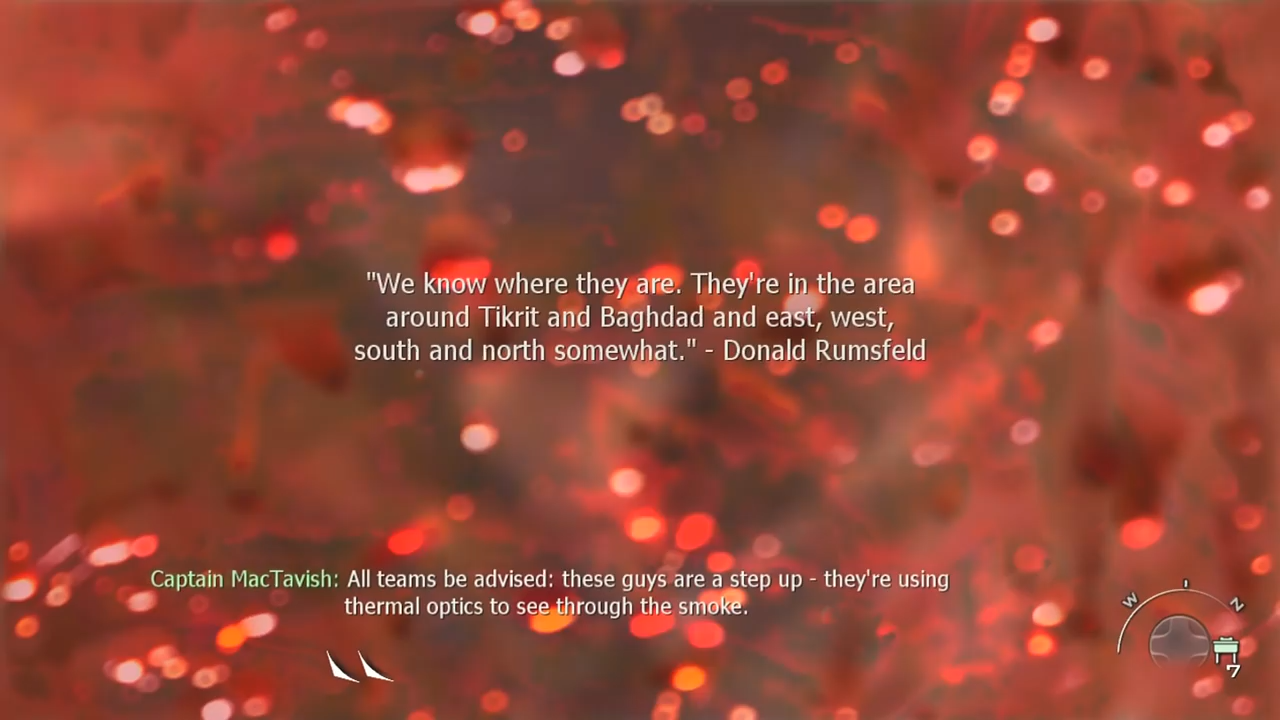 "We know where they are. They're in the area
around Tikrit and Baghdad and east, west,
south and north somewhat." - Donald Rumsfeld
Captain MacTavish: All teams be advised: these guys are a step up - they're using
thermal optics to see through the smoke.
W N
7